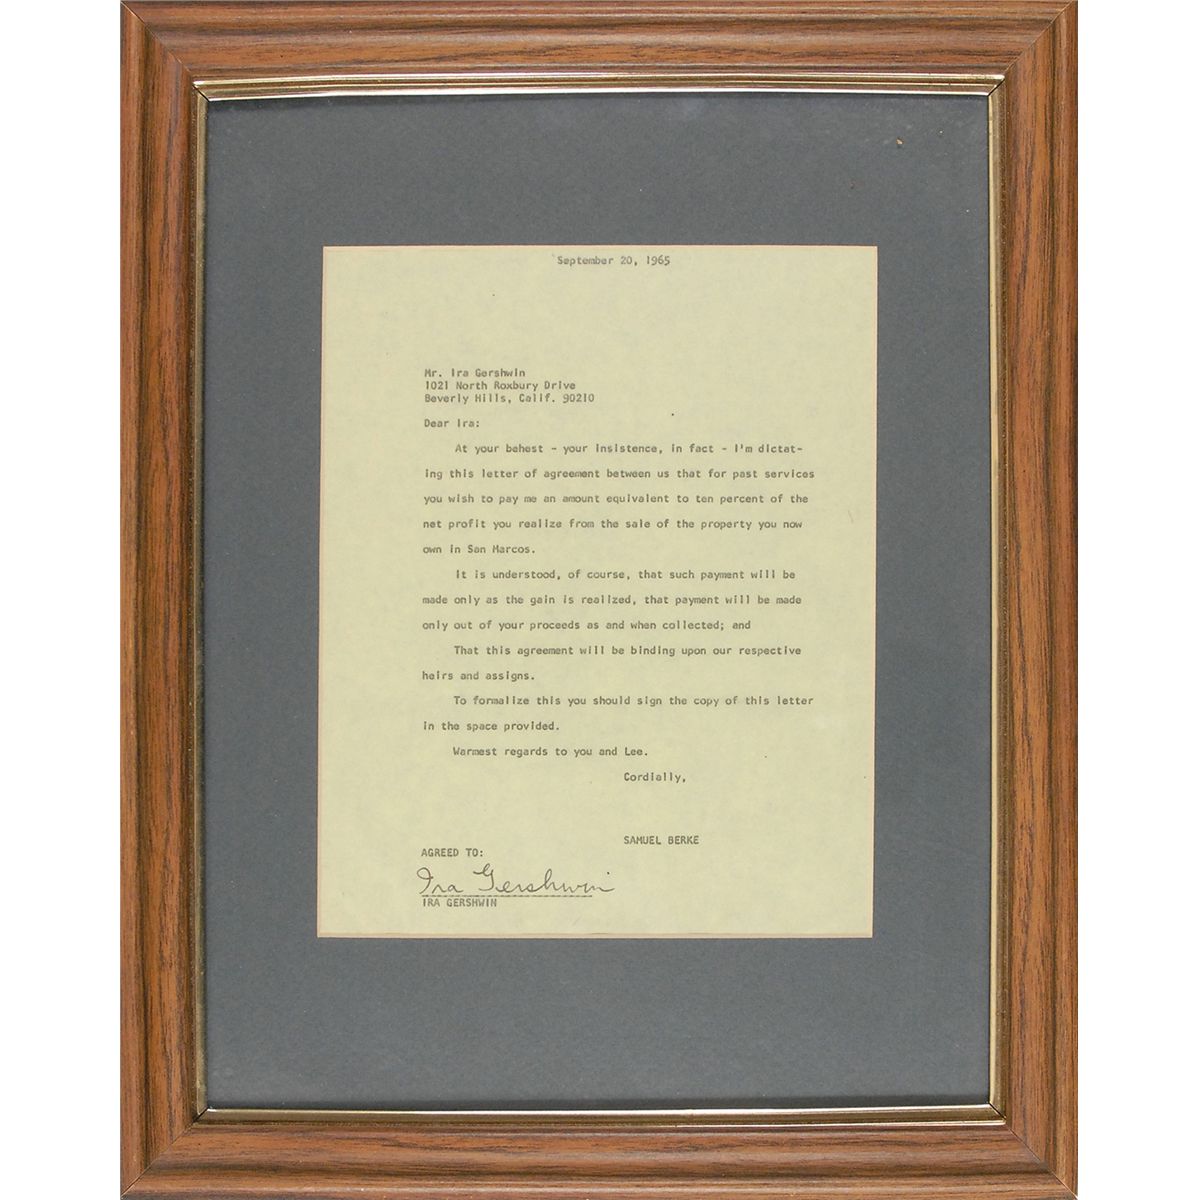 September 20, 1965
Mr. Ira Gershwin
1021 North Roxbury Drive
Beverly Hills, Calif. 90210
Dear Ira:
At your behest - your insistence, in fact - I'm dictat-
ing this letter of agreement between us that for past services
you wish to pay me an amount equivalent to ten percent of the
net profit you realize from the sale of the property you now
own in San Marcos.
It is understood, of course, that such payment will be
made only as the gain is realized, that payment will be made
only out of your proceeds as and when collected; and
That this agreement will be binding upon our respective
heirs and assigns.
To formalize this you should sign the copy of this letter
in the space provided.
Warmest regards to you and Lee.
Cordially,
SAMUEL BERKE
AGREED TO:
Ira Gershwin
IRA GERSHWIN